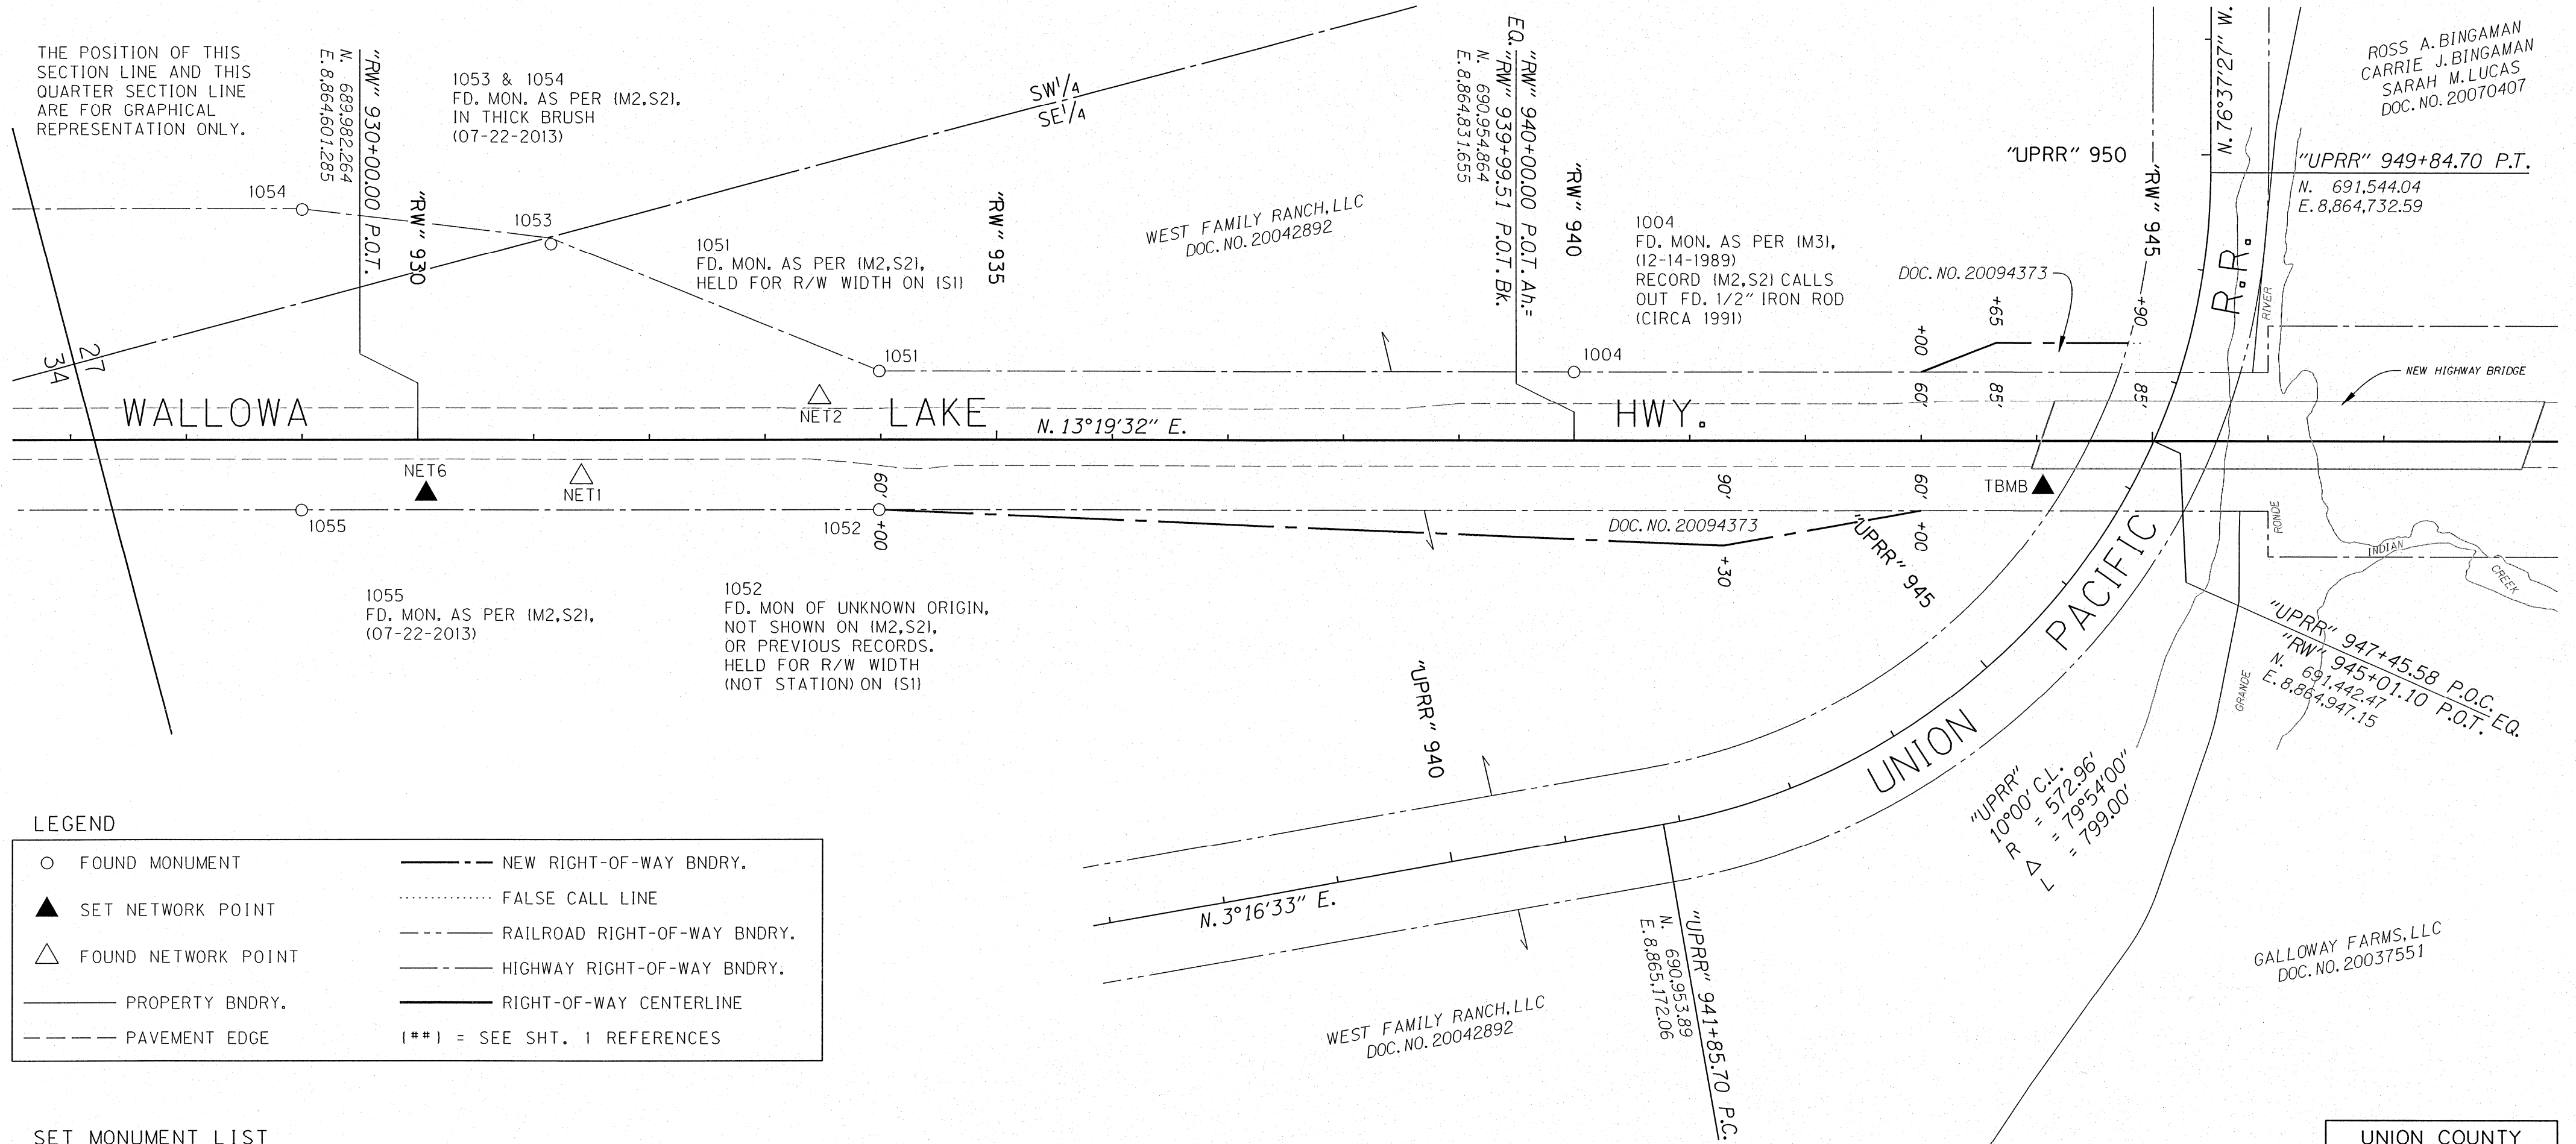 THE POSITION OF THIS
SECTION LINE AND THIS
QUARTER SECTION LINE
ARE FOR GRAPHICAL
REPRESENTATION ONLY.
"RW" 930+00.00 P.O.T.
N. 689,982.264
E. 8,864,601.285
1053 & 1054
FD. MON. AS PER {M2,S2},
IN THICK BRUSH
(07-22-2013)
1054
1053
"RW" 930
1051
FD. MON. AS PER {M2,S2},
HELD FOR R/W WIDTH ON {S1}
"RW" 935
SW 1/4
SE 1/4
WEST FAMILY RANCH, LLC
DOC. NO. 20042892
EQ. "RW" 940+00.00 P.O.T. Ah.=
"RW" 939+99.51 P.O.T. Bk.
N. 690,954.864
E. 8,864,831.655
"RW" 940
1004
FD. MON. AS PER {M3},
(12-14-1989)
RECORD {M2,S2} CALLS
OUT FD. 1/2" IRON ROD
(CIRCA 1991)
DOC. NO. 20094373
"UPRR" 950
"RW" 945
N. 76°37'27" W.
ROSS A. BINGAMAN
CARRIE J. BINGAMAN
SARAH M. LUCAS
DOC. NO. 20070407
"UPRR" 949+84.70 P.T.
N. 691,544.04
E. 8,864,732.59
R.R.
RIVER
+00
+65
+90
60'
85'
85'
1051
1004
NEW HIGHWAY BRIDGE
27
34
WALLOWA
NET2
LAKE
N. 13°19'32" E.
HWY.
NET6
NET1
1055
1052
60'
+00
90'
+30
60'
+00
DOC. NO. 20094373
TBMB
"UPRR" 945
RONDE
INDIAN
CREEK
1055
FD. MON. AS PER {M2,S2},
(07-22-2013)
1052
FD. MON OF UNKNOWN ORIGIN,
NOT SHOWN ON {M2,S2},
OR PREVIOUS RECORDS.
HELD FOR R/W WIDTH
(NOT STATION) ON {S1}
"UPRR" 940
UNION
PACIFIC
"UPRR" 947+45.58 P.O.C.
"RW" 945+01.10 P.O.T. EQ.
N. 691,442.47
E. 8,864,947.15
GRANDE
"UPRR"
10°00' C.L.
R = 572.96'
Δ = 79°54'00"
L = 799.00'
N. 3°16'33" E.
"UPRR" 941+85.70 P.C.
N. 690,953.89
E. 8,865,172.06
WEST FAMILY RANCH, LLC
DOC. NO. 20042892
GALLOWAY FARMS, LLC
DOC. NO. 20037551
LEGEND
FOUND MONUMENT
SET NETWORK POINT
FOUND NETWORK POINT
PROPERTY BNDRY.
PAVEMENT EDGE
NEW RIGHT-OF-WAY BNDRY.
FALSE CALL LINE
RAILROAD RIGHT-OF-WAY BNDRY.
HIGHWAY RIGHT-OF-WAY BNDRY.
RIGHT-OF-WAY CENTERLINE
{##} = SEE SHT. 1 REFERENCES
SET MONUMENT LIST
UNION COUNTY